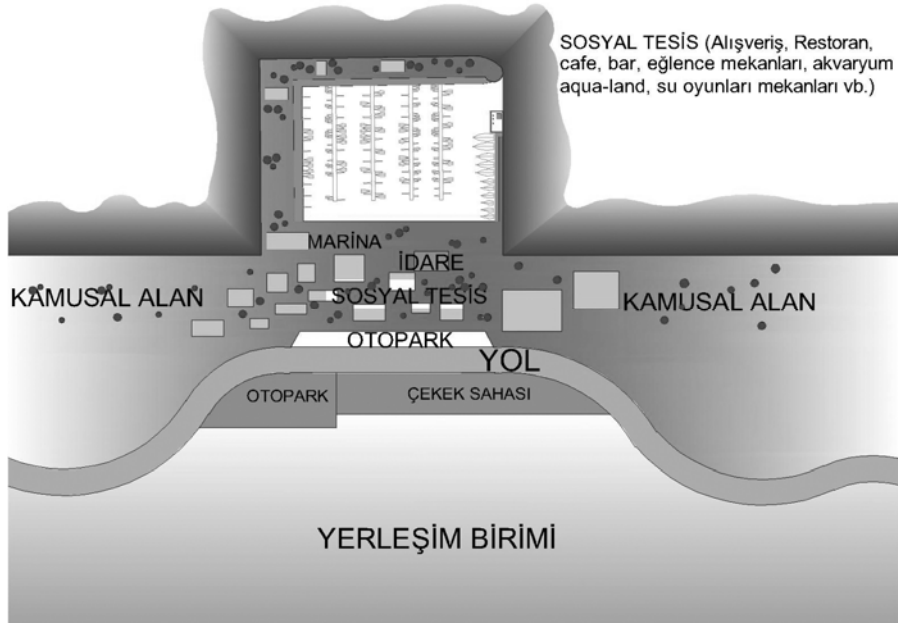 SOSYAL TESİS (Alışveriş, Restoran,
cafe, bar, eğlence mekanları, akvaryum
aqua-land, su oyunları mekanları vb.)
MARİNA
İDARE
KAMUSAL ALAN
SOSYAL TESİS
KAMUSAL ALAN
OTOPARK
YOL
OTOPARK
ÇEKEK SAHASI
YERLEŞİM BİRİMİ